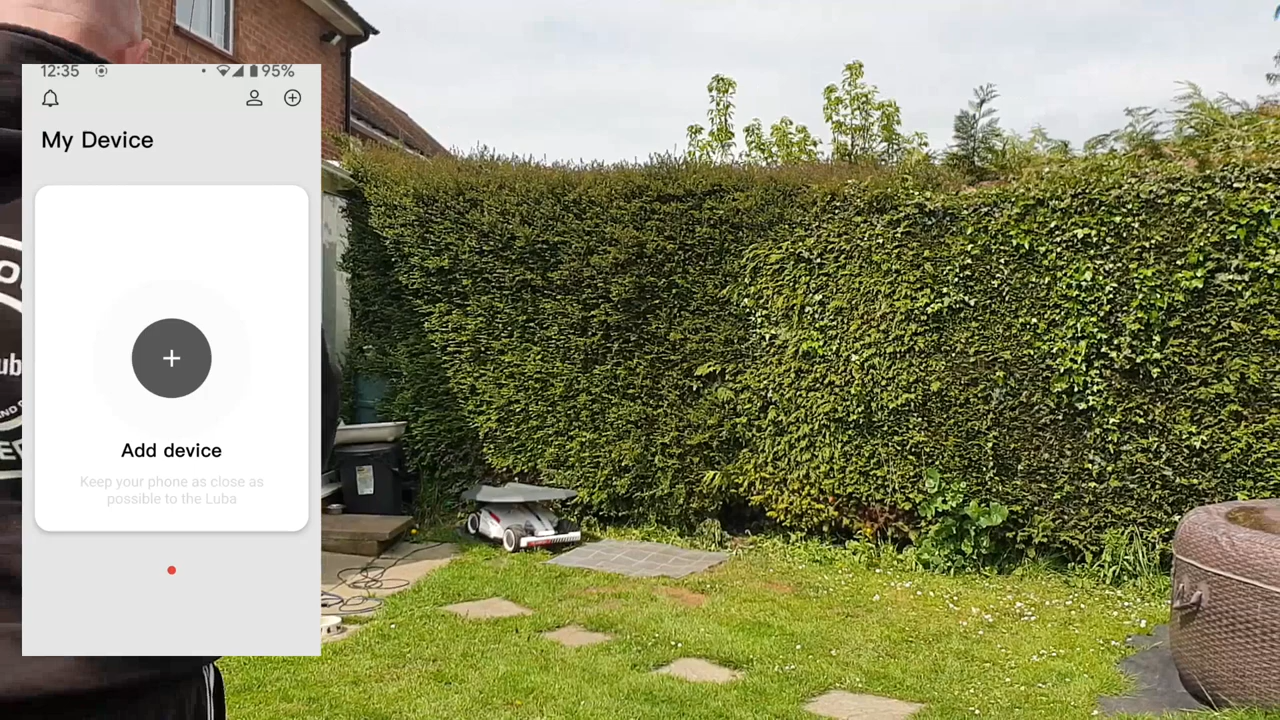 12:35
95%
My Device
Add device
Keep your phone as close as
possible to the Luba